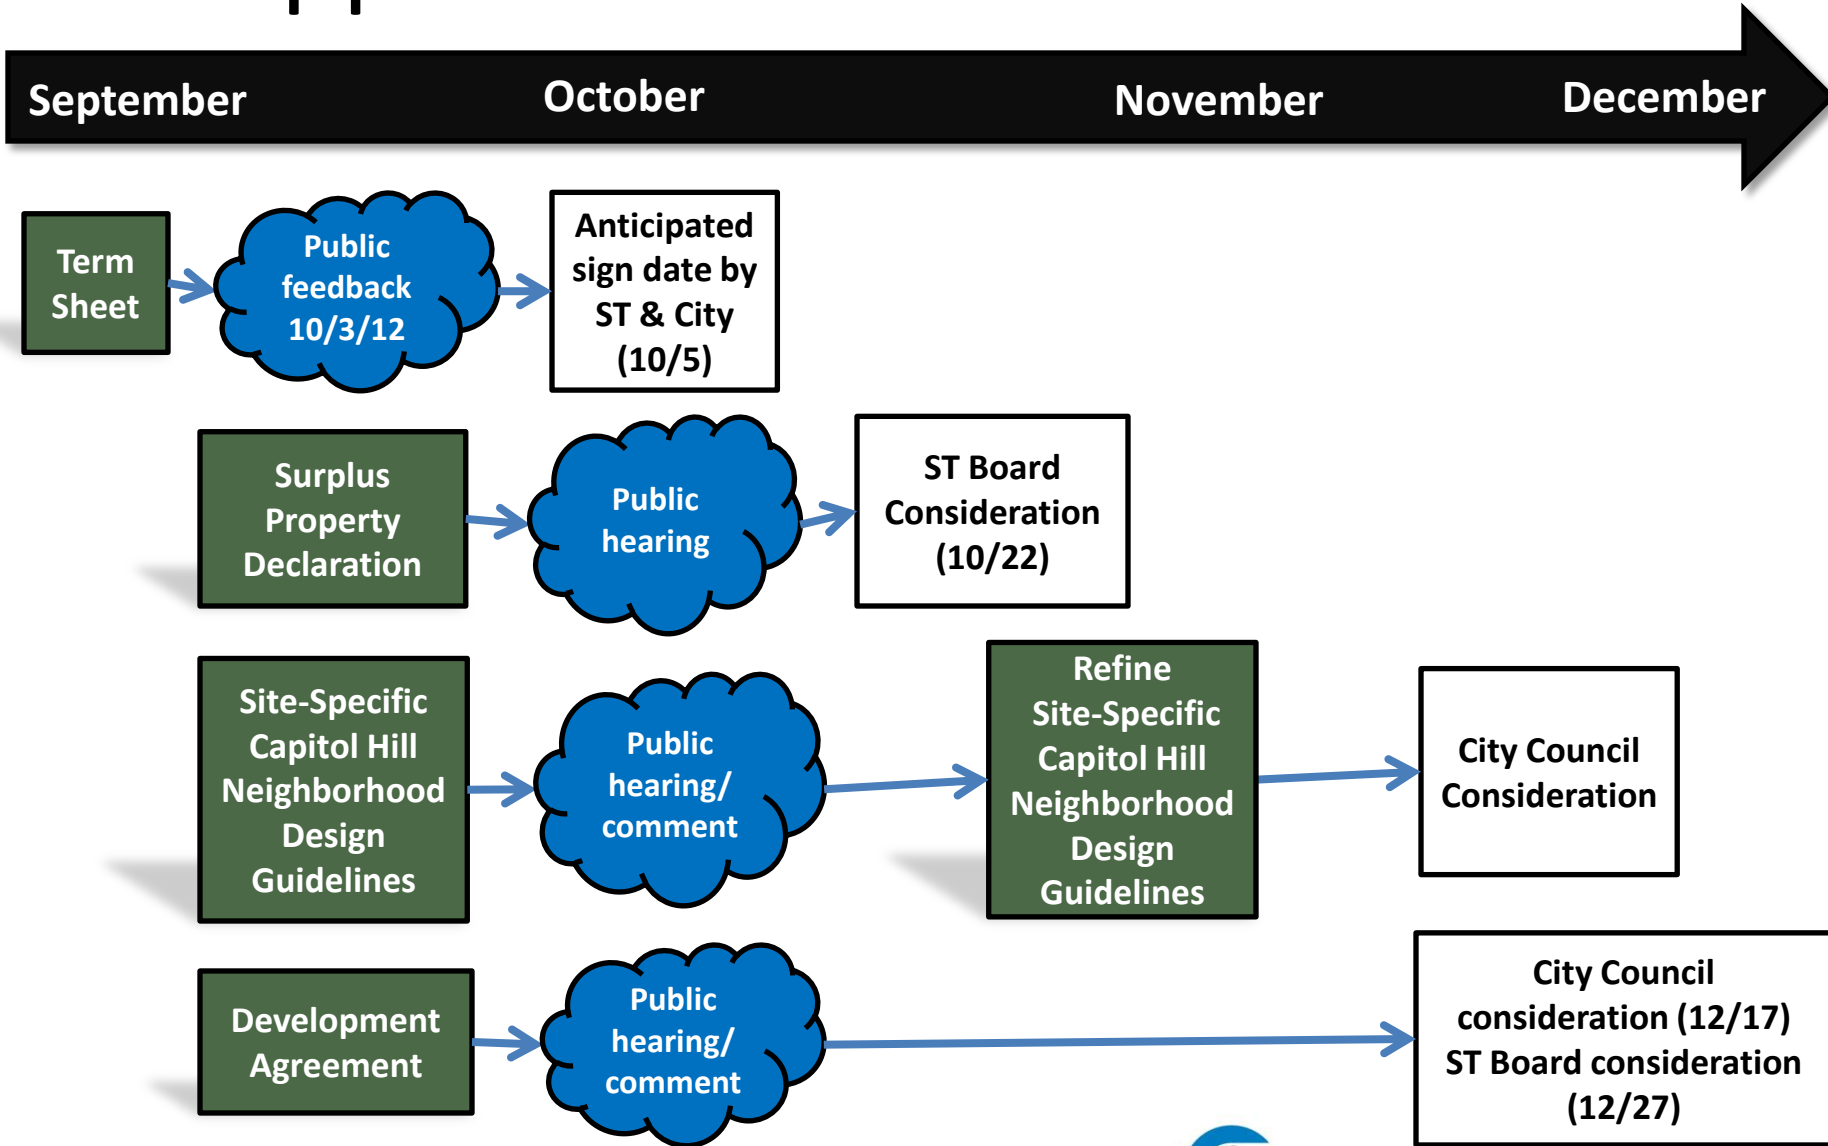 September
October
November
December
Term
Sheet
Public
feedback
10/3/12
Anticipated
sign date by
ST & City
(10/5)
Surplus
Property
Declaration
Public
hearing
ST Board
Consideration
(10/22)
Site-Specific
Capitol Hill
Neighborhood
Design
Guidelines
Public
hearing/
comment
Refine
Site-Specific
Capitol Hill
Neighborhood
Design
Guidelines
City Council
Consideration
Development
Agreement
Public
hearing/
comment
City Council
consideration (12/17)
ST Board consideration
(12/27)